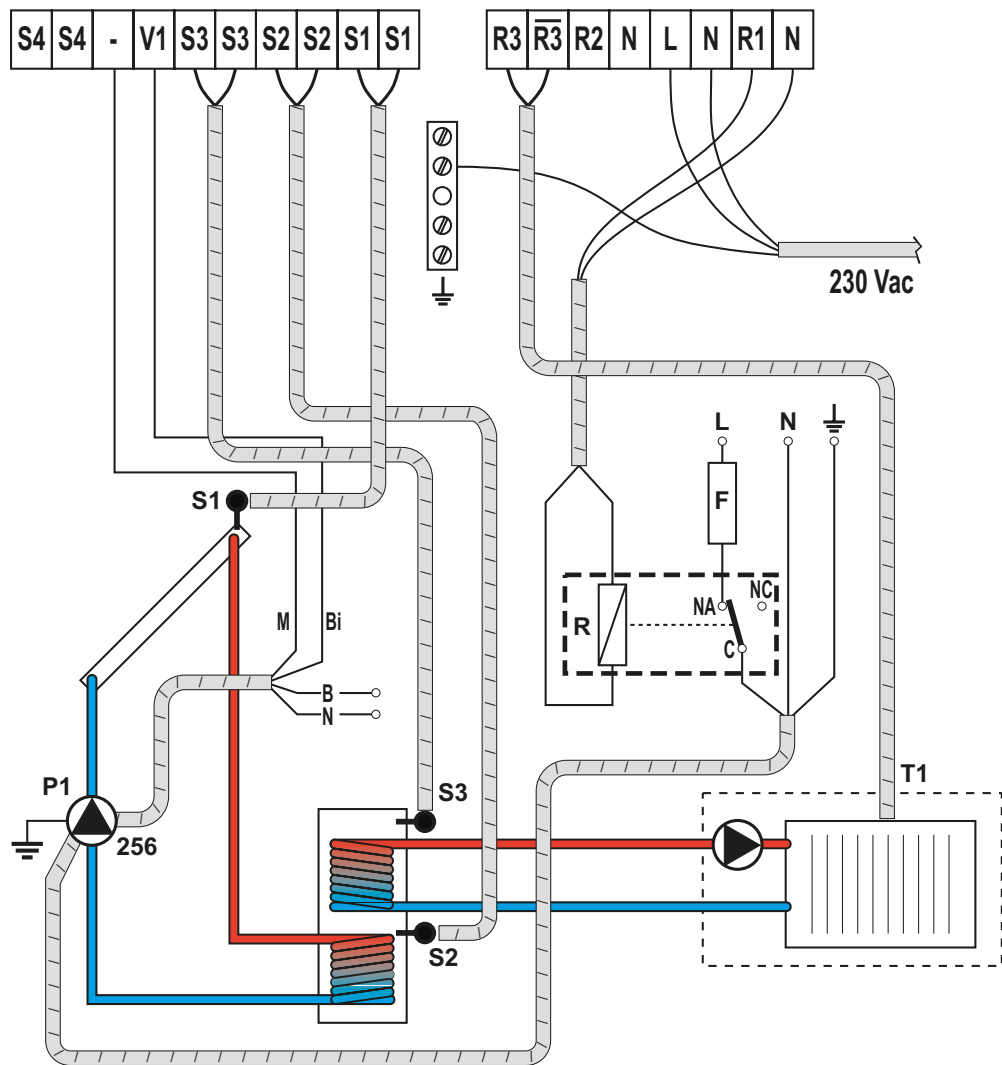 S4 S4 - V1 S3 S3 S2 S2 S1 S1
R3 R̅3̅ R2 N L N R1 N
230 Vac
L N
S1
F
NA NC
M Bi
R
C
B
N
P1
T1
S3
256
S2